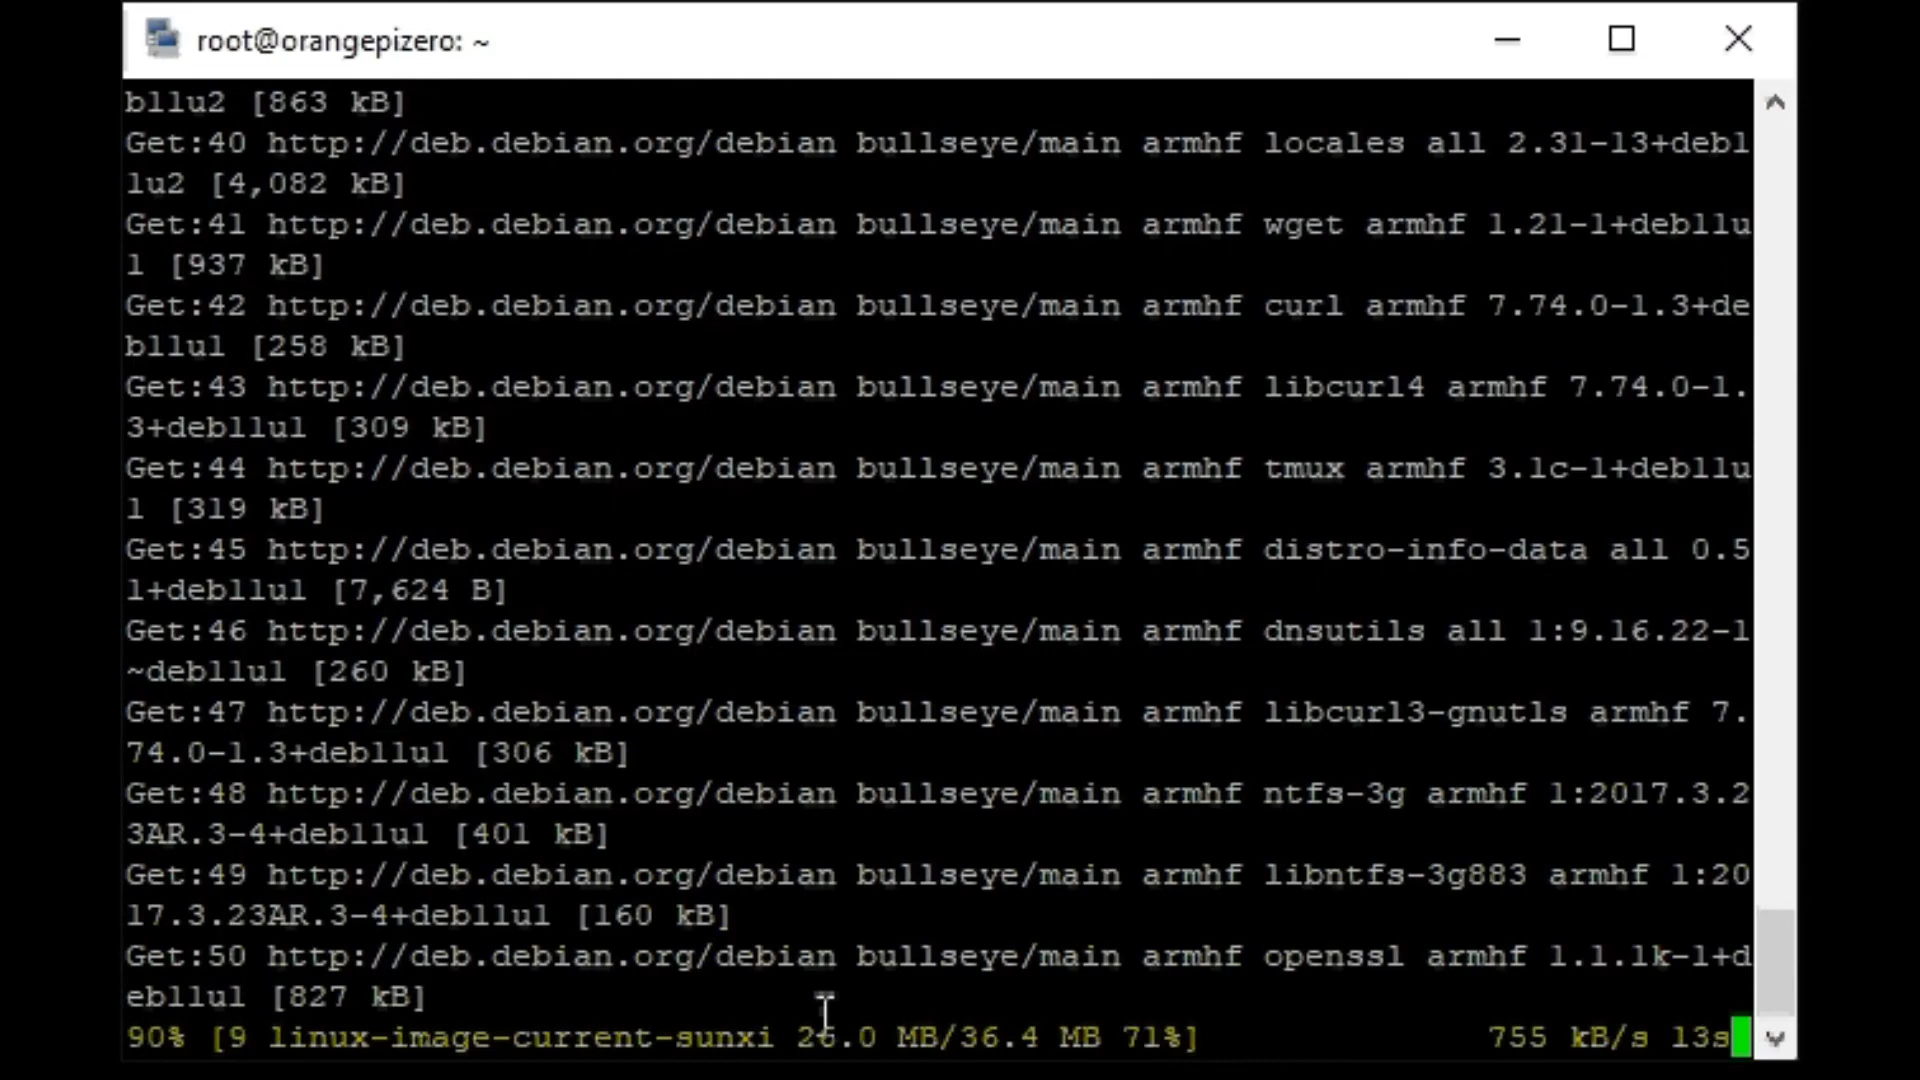 root@orangepizero: ~
b11u2 [863 kB]
Get:40 http://deb.debian.org/debian bullseye/main armhf locales all 2.31-13+deb1
1u2 [4,082 kB]
Get:41 http://deb.debian.org/debian bullseye/main armhf wget armhf 1.21-1+deb11u
1 [937 kB]
Get:42 http://deb.debian.org/debian bullseye/main armhf curl armhf 7.74.0-1.3+de
b11u1 [258 kB]
Get:43 http://deb.debian.org/debian bullseye/main armhf libcurl4 armhf 7.74.0-1.
3+deb11u1 [309 kB]
Get:44 http://deb.debian.org/debian bullseye/main armhf tmux armhf 3.1c-1+deb11u
1 [319 kB]
Get:45 http://deb.debian.org/debian bullseye/main armhf distro-info-data all 0.5
1+deb11u1 [7,624 B]
Get:46 http://deb.debian.org/debian bullseye/main armhf dnsutils all 1:9.16.22-1
~deb11u1 [260 kB]
Get:47 http://deb.debian.org/debian bullseye/main armhf libcurl3-gnutls armhf 7.
74.0-1.3+deb11u1 [306 kB]
Get:48 http://deb.debian.org/debian bullseye/main armhf ntfs-3g armhf 1:2017.3.2
3AR.3-4+deb11u1 [401 kB]
Get:49 http://deb.debian.org/debian bullseye/main armhf libntfs-3g883 armhf 1:20
17.3.23AR.3-4+deb11u1 [160 kB]
Get:50 http://deb.debian.org/debian bullseye/main armhf openssl armhf 1.1.1k-1+d
eb11u1 [827 kB]
90% [9 linux-image-current-sunxi 26.0 MB/36.4 MB 71%] 755 kB/s 13s